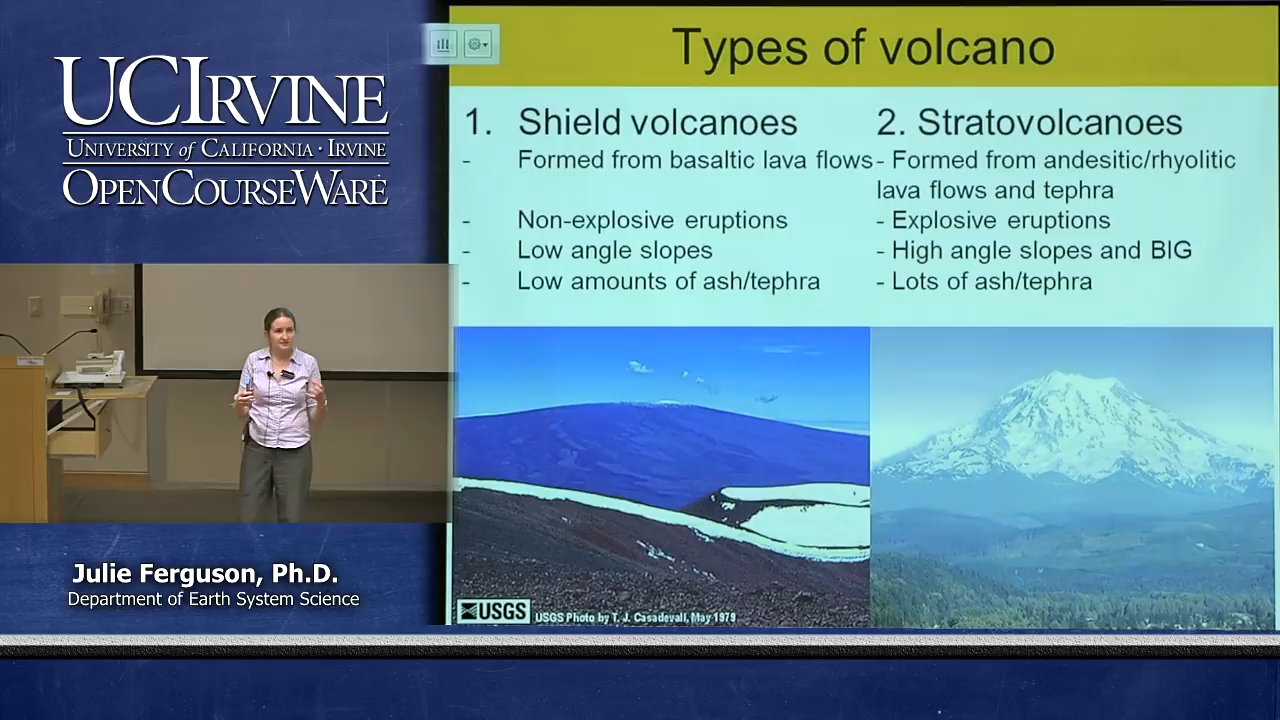 UCIRVINE
UNIVERSITY of CALIFORNIA · IRVINE
OPENCOURSEWARE
Types of volcano
1. Shield volcanoes
- Formed from basaltic lava flows
- Non-explosive eruptions
- Low angle slopes
- Low amounts of ash/tephra
2. Stratovolcanoes
- Formed from andesitic/rhyolitic
lava flows and tephra
- Explosive eruptions
- High angle slopes and BIG
- Lots of ash/tephra
USGS
USGS Photo by T. J. Casadevall, May 1979
Julie Ferguson, Ph.D.
Department of Earth System Science